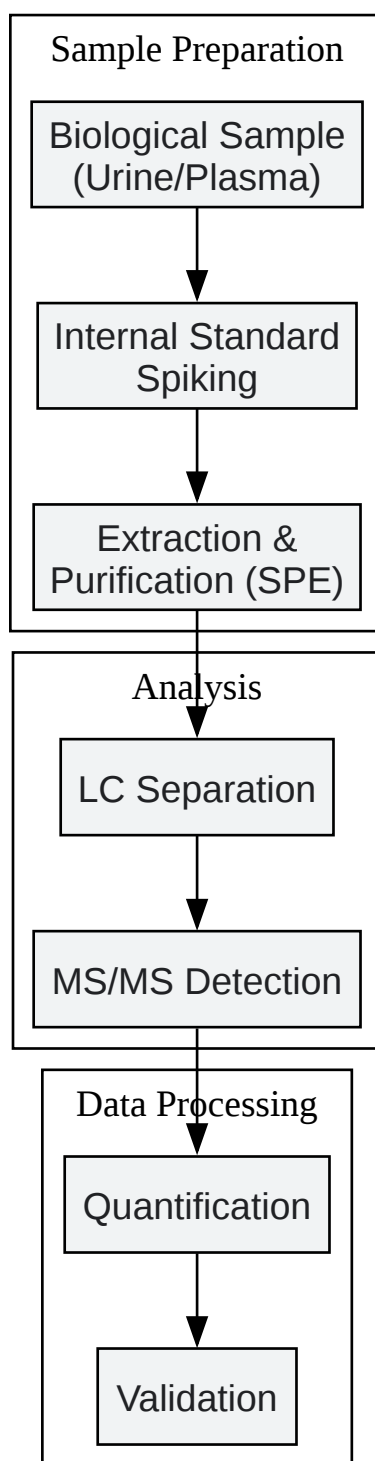 Sample Preparation
Biological Sample
(Urine/Plasma)
Internal Standard
Spiking
Extraction &
Purification (SPE)
Analysis
LC Separation
MS/MS Detection
Data Processing
Quantification
Validation